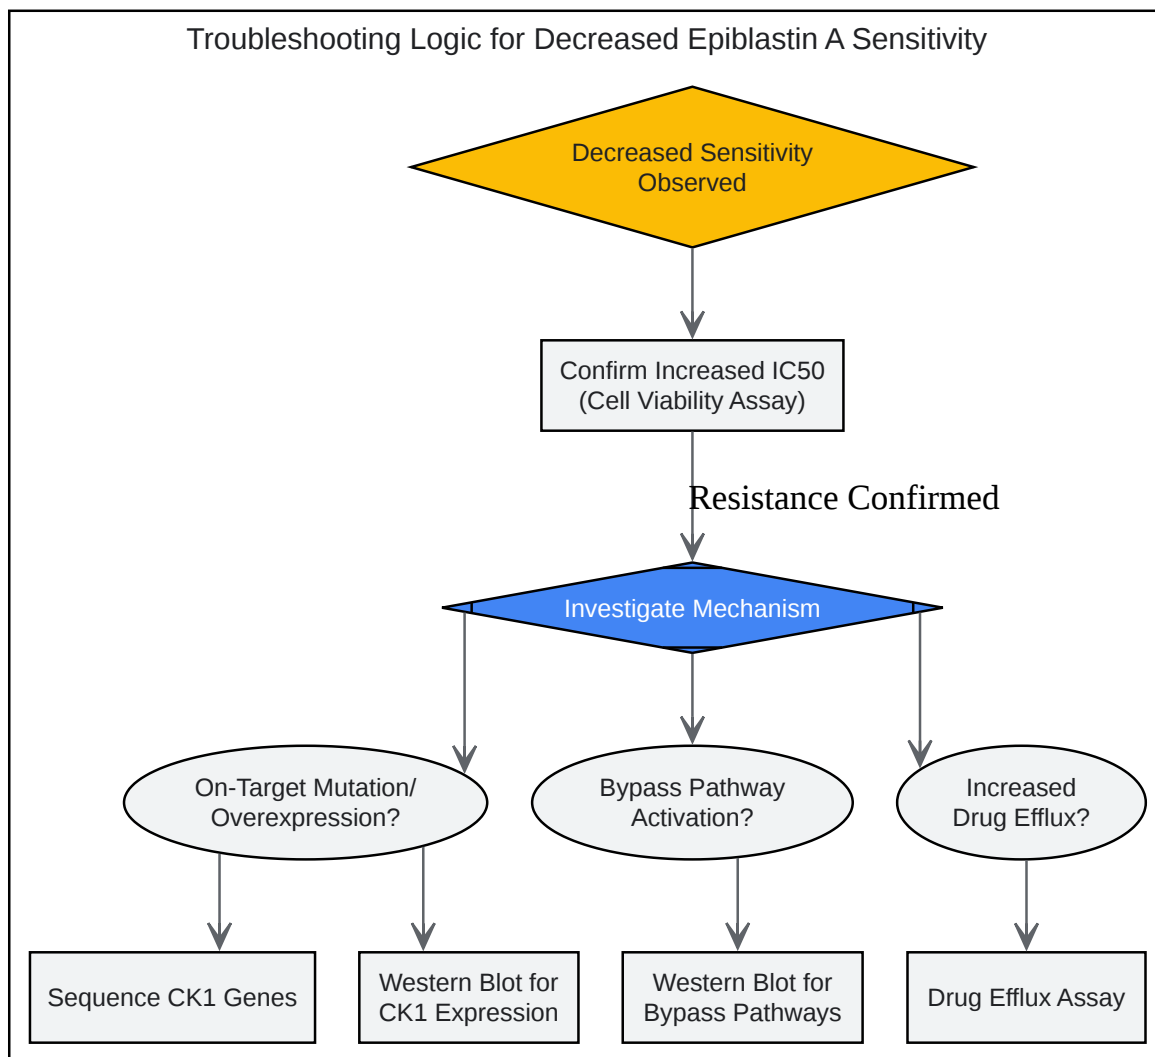 Troubleshooting Logic for Decreased Epiblastin A Sensitivity
Decreased Sensitivity
Observed
Confirm Increased IC50
(Cell Viability Assay)
Resistance Confirmed
Investigate Mechanism
On-Target Mutation/
Overexpression?
Bypass Pathway
Activation?
Increased
Drug Efflux?
Sequence CK1 Genes
Western Blot for
CK1 Expression
Western Blot for
Bypass Pathways
Drug Efflux Assay